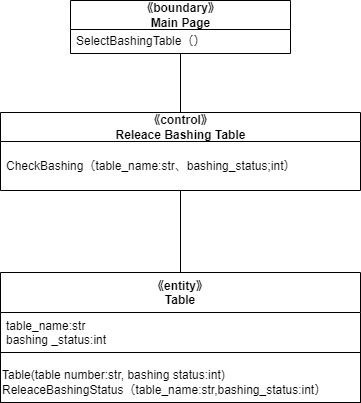 《boundary》
Main Page
SelectBashingTable（）
《control》
Releace Bashing Table
CheckBashing（table_name:str、bashing_status;int）
《entity》
Table
table_name:str
bashing _status:int
Table(table number:str, bashing status:int)
ReleaceBashingStatus（table_name:str,bashing_status:int）